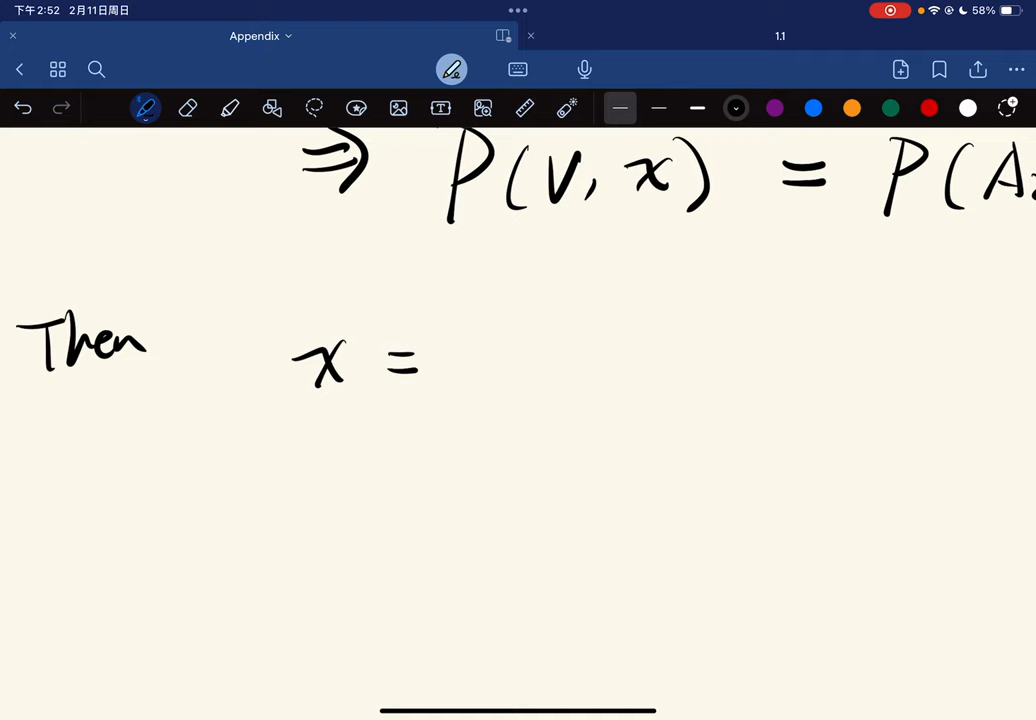 下午2:52 2月11日周日 58%
Appendix 1.1
⇒ P(V, x) = P(A
Then x =